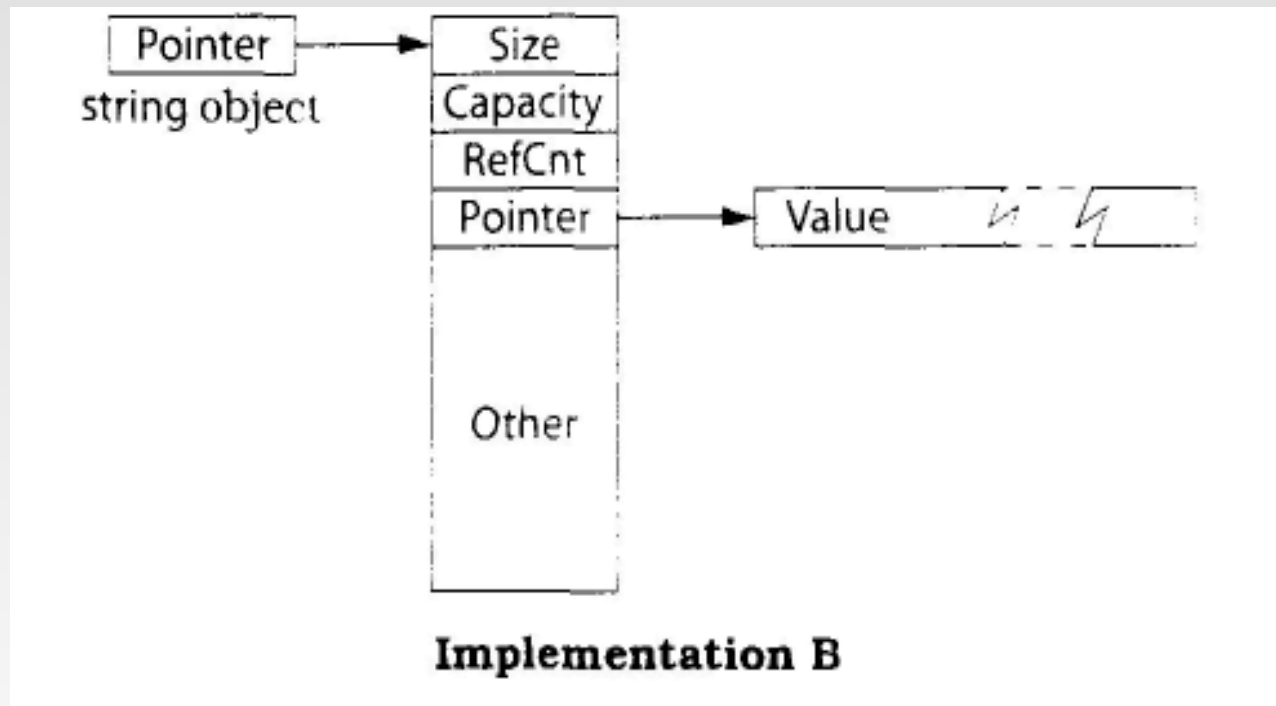 Pointer
string object
Size
Capacity
RefCnt
Pointer
Value
Other
Implementation B